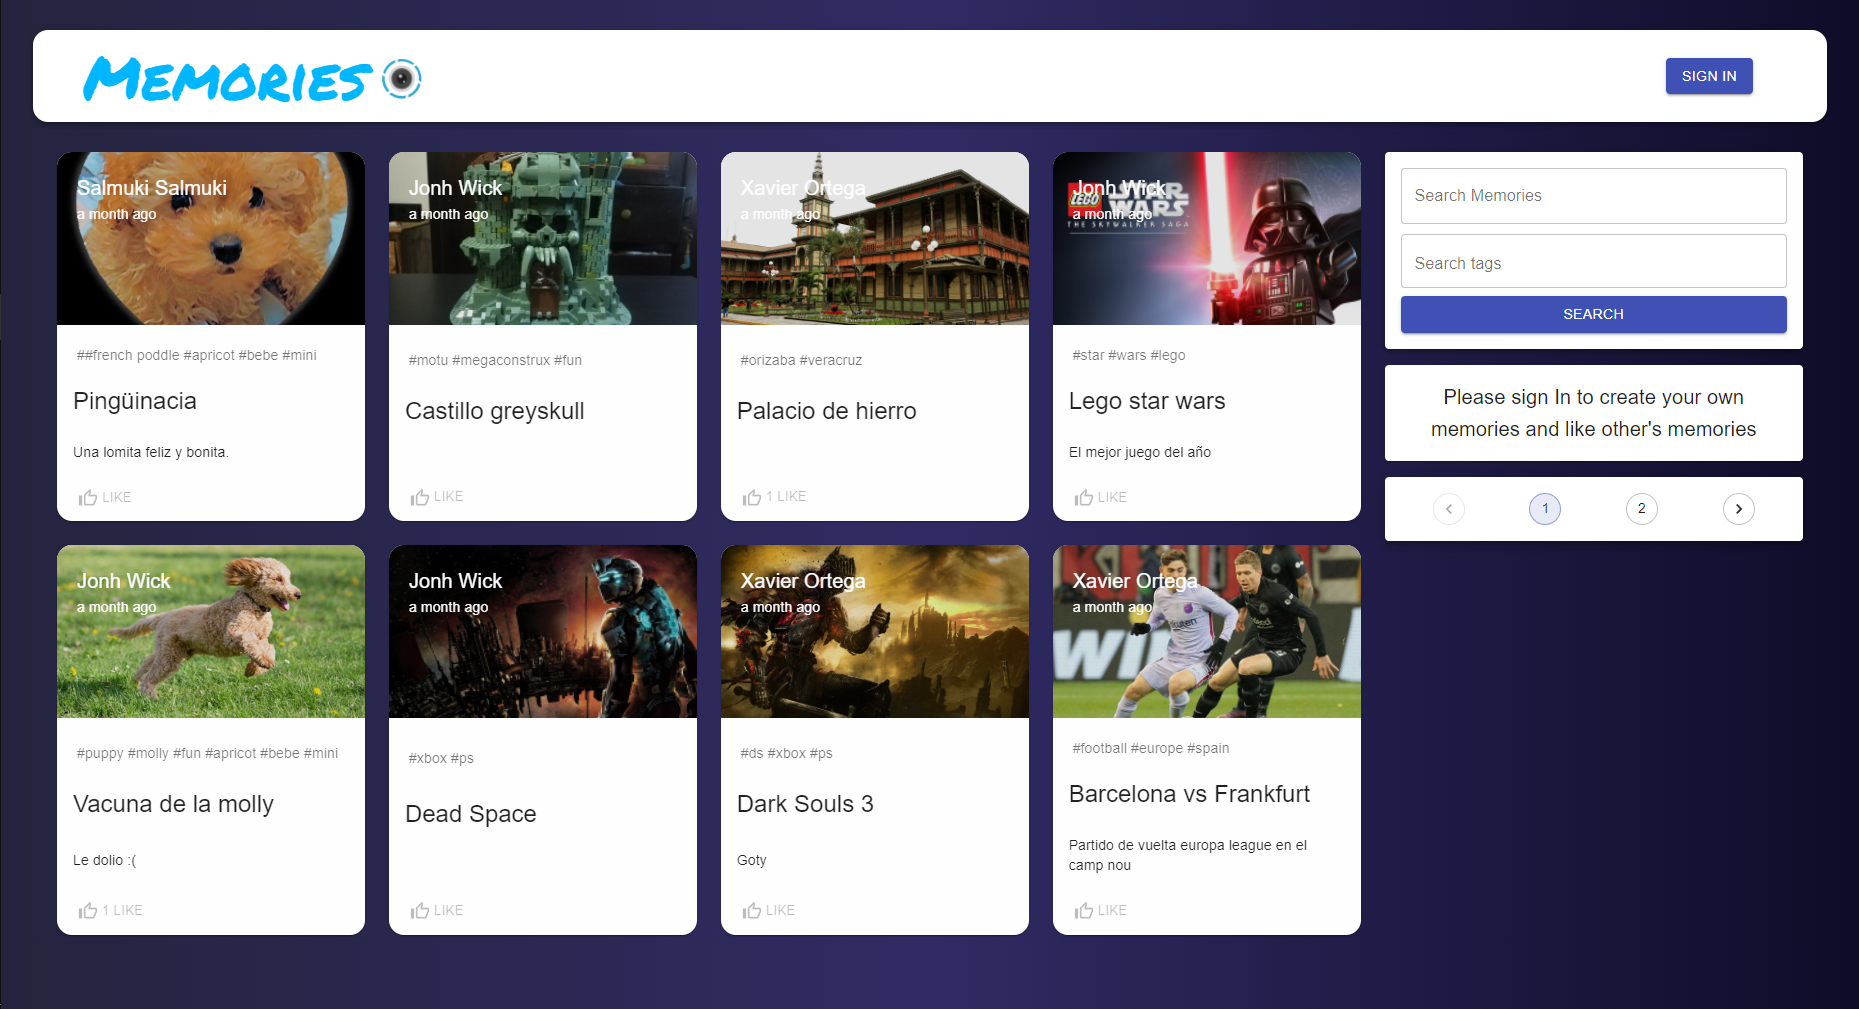 Memories
SIGN IN
Salmuki Salmuki
a month ago
##french poddle #apricot #bebe #mini
Pingüinacia
Una lomita feliz y bonita.
LIKE
Jonh Wick
a month ago
#motu #megaconstrux #fun
Castillo greyskull
LIKE
Xavier Ortega
a month ago
#orizaba #veracruz
Palacio de hierro
1 LIKE
Jonh Wick
a month ago
LEGO STAR WARS
THE SKYWALKER SAGA
#star #wars #lego
Lego star wars
El mejor juego del año
LIKE
Search Memories
Search tags
SEARCH
Please sign In to create your own
memories and like other's memories
1 2
Jonh Wick
a month ago
#puppy #molly #fun #apricot #bebe #mini
Vacuna de la molly
Le dolio :(
1 LIKE
Jonh Wick
a month ago
#xbox #ps
Dead Space
LIKE
Xavier Ortega
a month ago
#ds #xbox #ps
Dark Souls 3
Goty
LIKE
Xavier Ortega
a month ago
#football #europe #spain
Barcelona vs Frankfurt
Partido de vuelta europa league en el
camp nou
LIKE